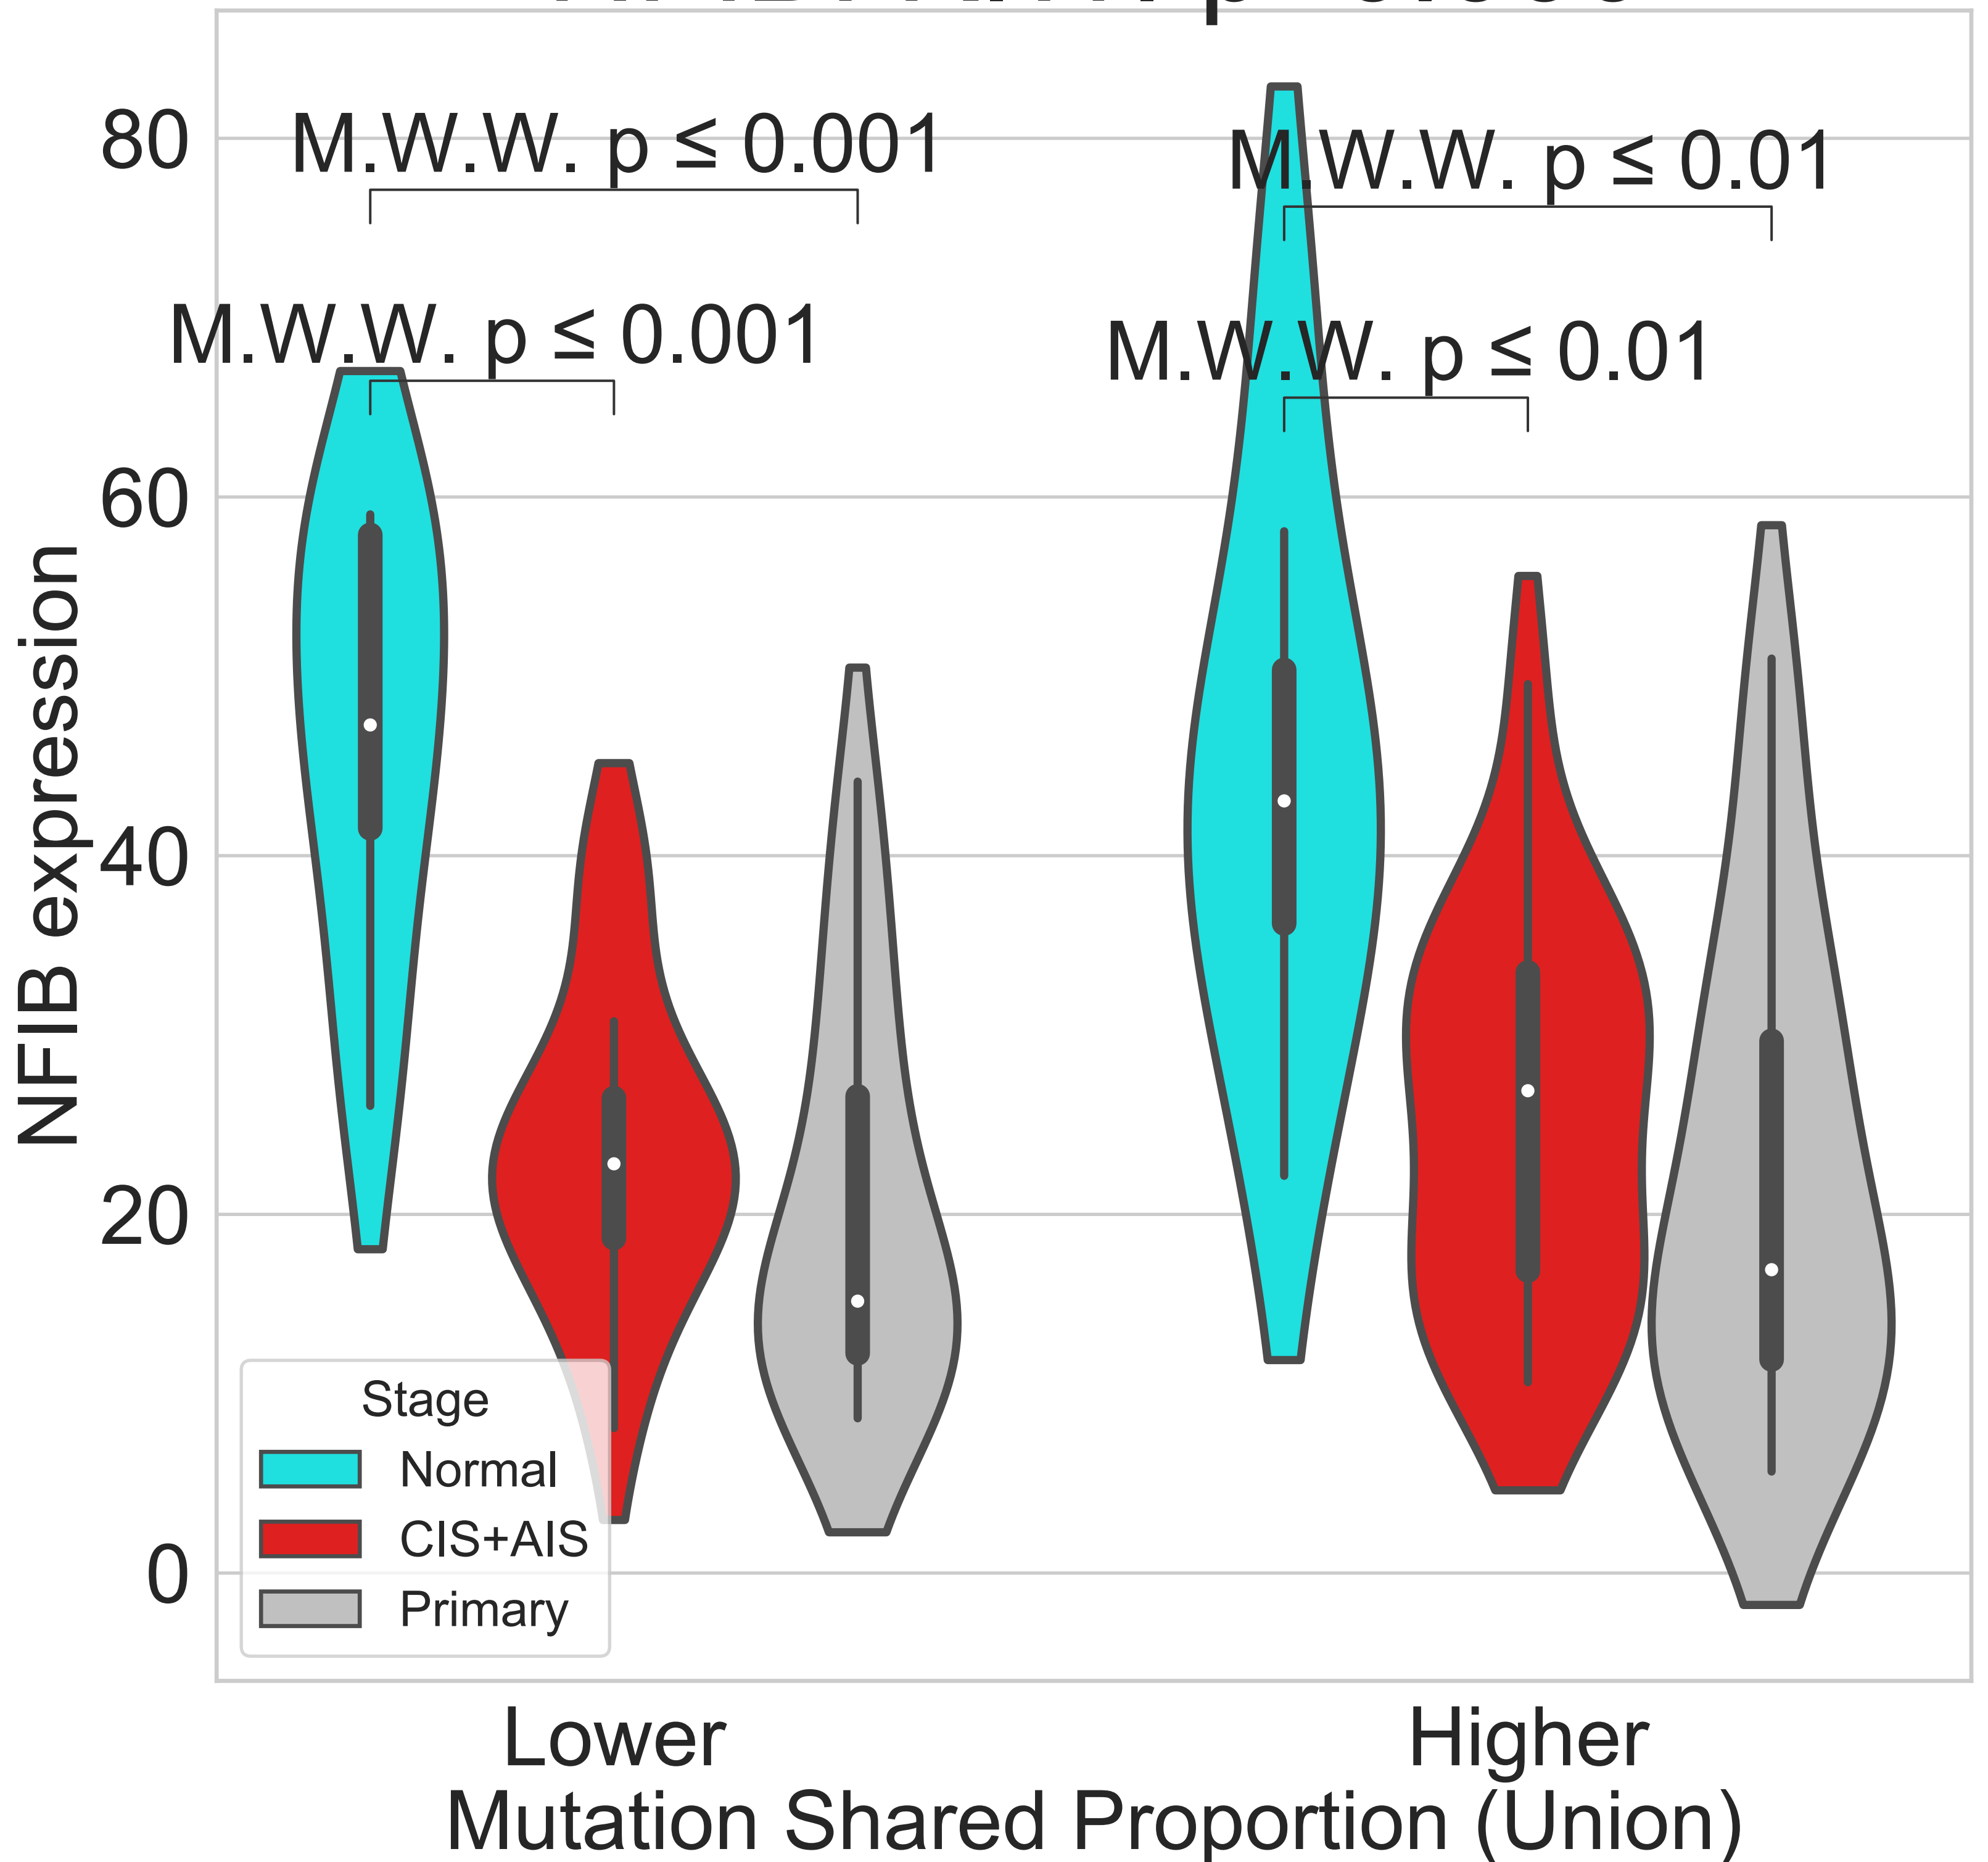 80
60
40
20
0
NFIB expression
M.W.W. p ≤ 0.001
M.W.W. p ≤ 0.01
M.W.W. p ≤ 0.001
M.W.W. p ≤ 0.01
Stage
Normal
CIS+AIS
Primary
Lower
Higher
Mutation Shared Proportion (Union)